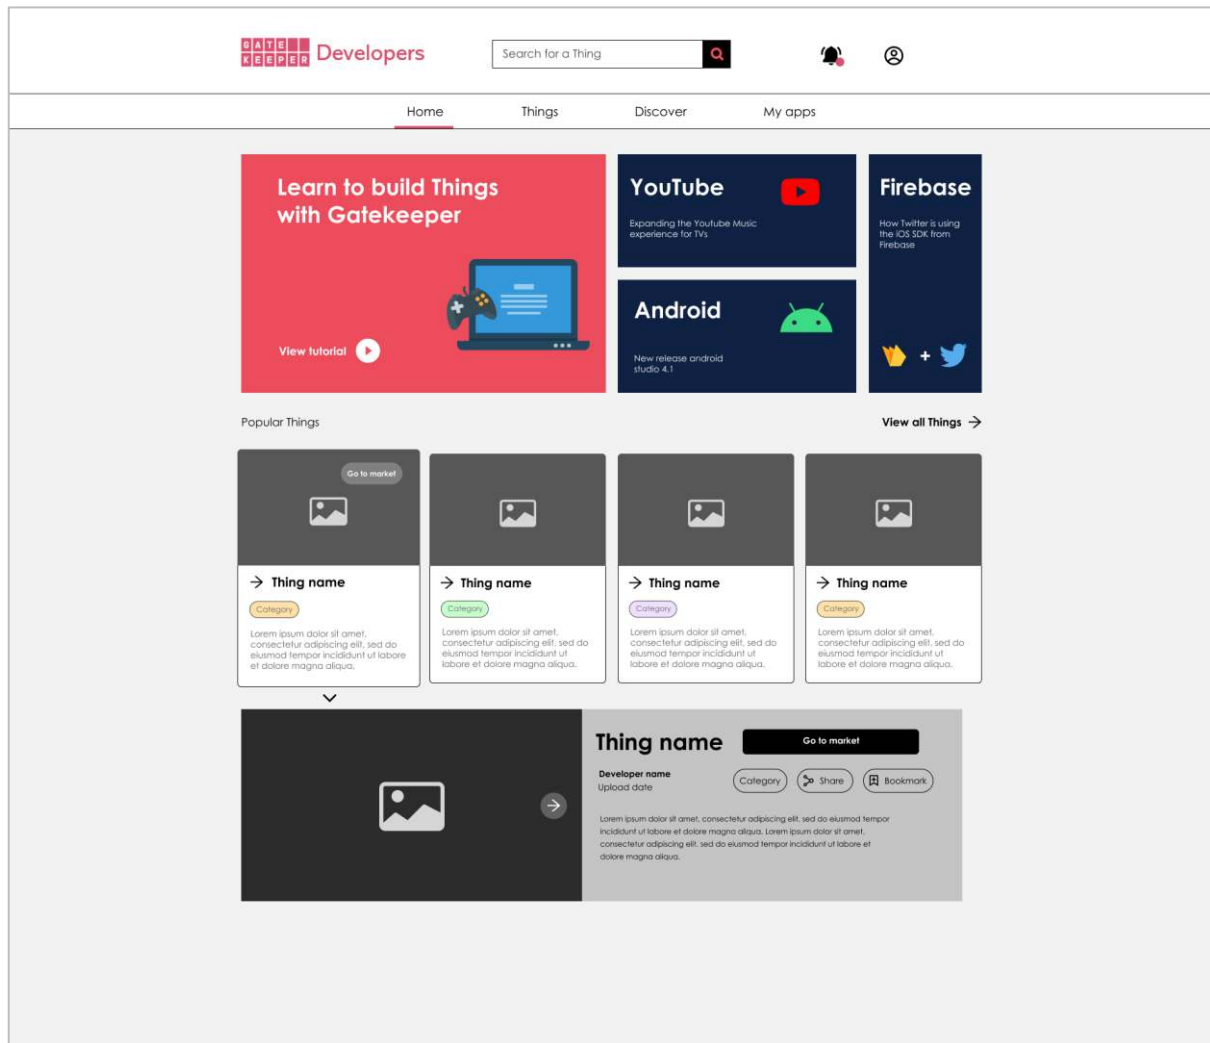 GATE
KEEPER
Developers
Search for a Thing
Home
Things
Discover
My apps
Learn to build Things
with Gatekeeper
View tutorial
YouTube
Expanding the Youtube Music
experience for TVs
Android
New release android
studio 4.1
Firebase
How Twitter is using
the iOS SDK from
Firebase
+
Popular Things
View all Things
Go to market
Thing name
Category
Lorem ipsum dolor sit amet,
consectetur adipiscing elit, sed do
eiusmod tempor incididunt ut labore
et dolore magna aliqua.
Thing name
Category
Lorem ipsum dolor sit amet,
consectetur adipiscing elit, sed do
eiusmod tempor incididunt ut
labore et dolore magna aliqua.
Thing name
Category
Lorem ipsum dolor sit amet,
consectetur adipiscing elit, sed do
eiusmod tempor incididunt ut
labore et dolore magna aliqua.
Thing name
Category
Lorem ipsum dolor sit amet,
consectetur adipiscing elit, sed do
eiusmod tempor incididunt ut
labore et dolore magna aliqua.
Thing name
Go to market
Developer name
Upload date
Category
Share
Bookmark
Lorem ipsum dolor sit amet, consectetur adipiscing elit, sed do eiusmod tempor
incididunt ut labore et dolore magna aliqua. Lorem ipsum dolor sit amet,
consectetur adipiscing elit, sed do eiusmod tempor incididunt ut labore et
dolore magna aliqua.